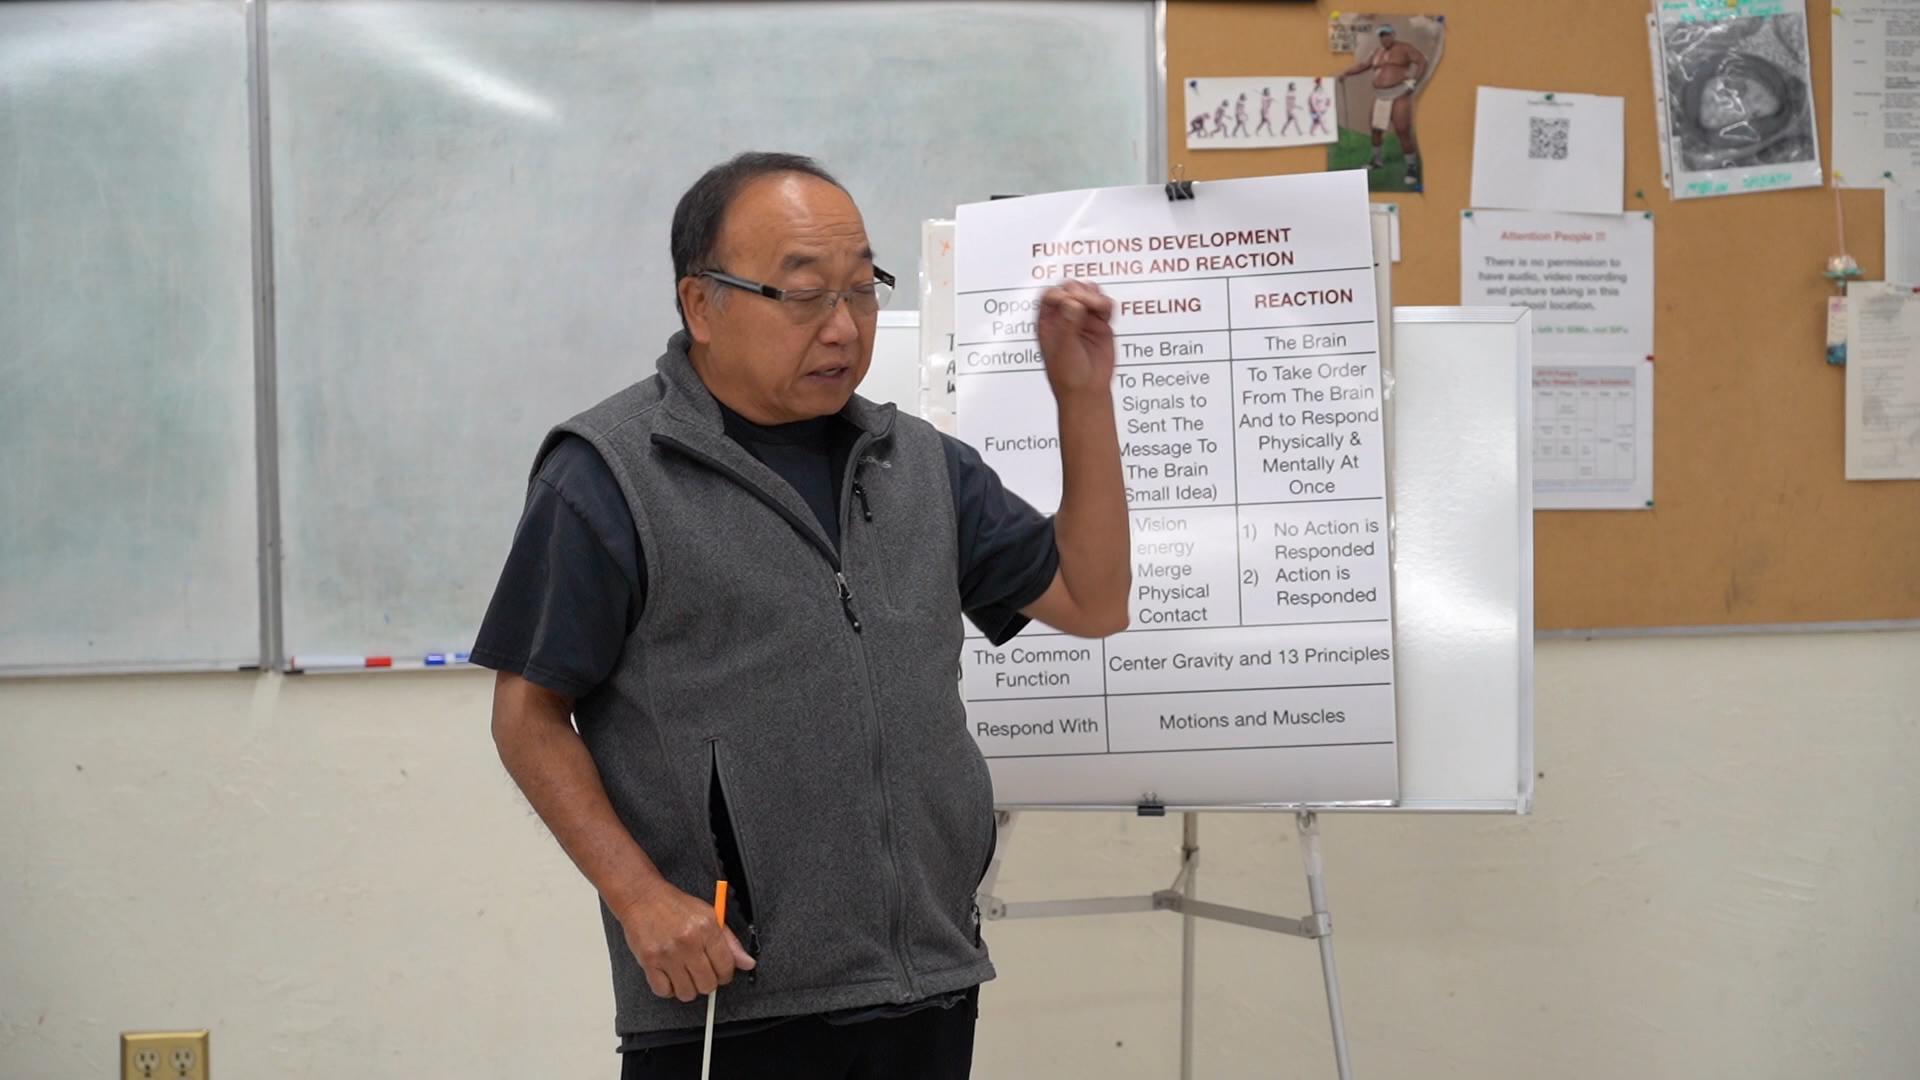 FUNCTIONS DEVELOPMENT
OF FEELING AND REACTION
FEELING
REACTION
The Brain
The Brain
To Receive
Signals to
Sent The
Message To
The Brain
Small Idea)
To Take Order
From The Brain
And to Respond
Physically &
Mentally At
Once
Function
Vision
energy
Merge
Physical
Contact
1) No Action is
Responded
2) Action is
Responded
The Common
Function
Center Gravity and 13 Principles
Respond With
Motions and Muscles
Attention People !!!
There is no permission to
have audio, video recording
and picture taking in this
school location.